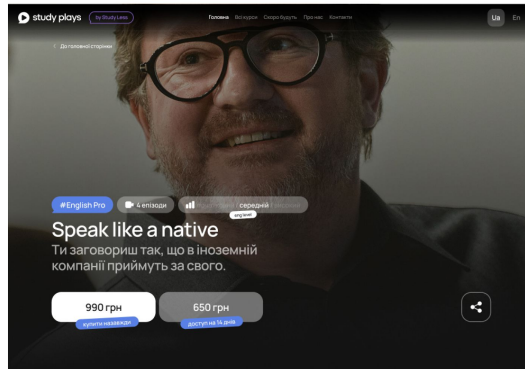 study plays
by Study Less
Головна Всі курси Скоро будуть Про нас Контакти
Ua En
До головної сторінки
#English Pro
4 епізоди
середній
eng level
Speak like a native
Ти заговориш так, що в іноземній
компанії приймуть за свого.
990 грн
650 грн
купити назавжди
доступ на 14 днів